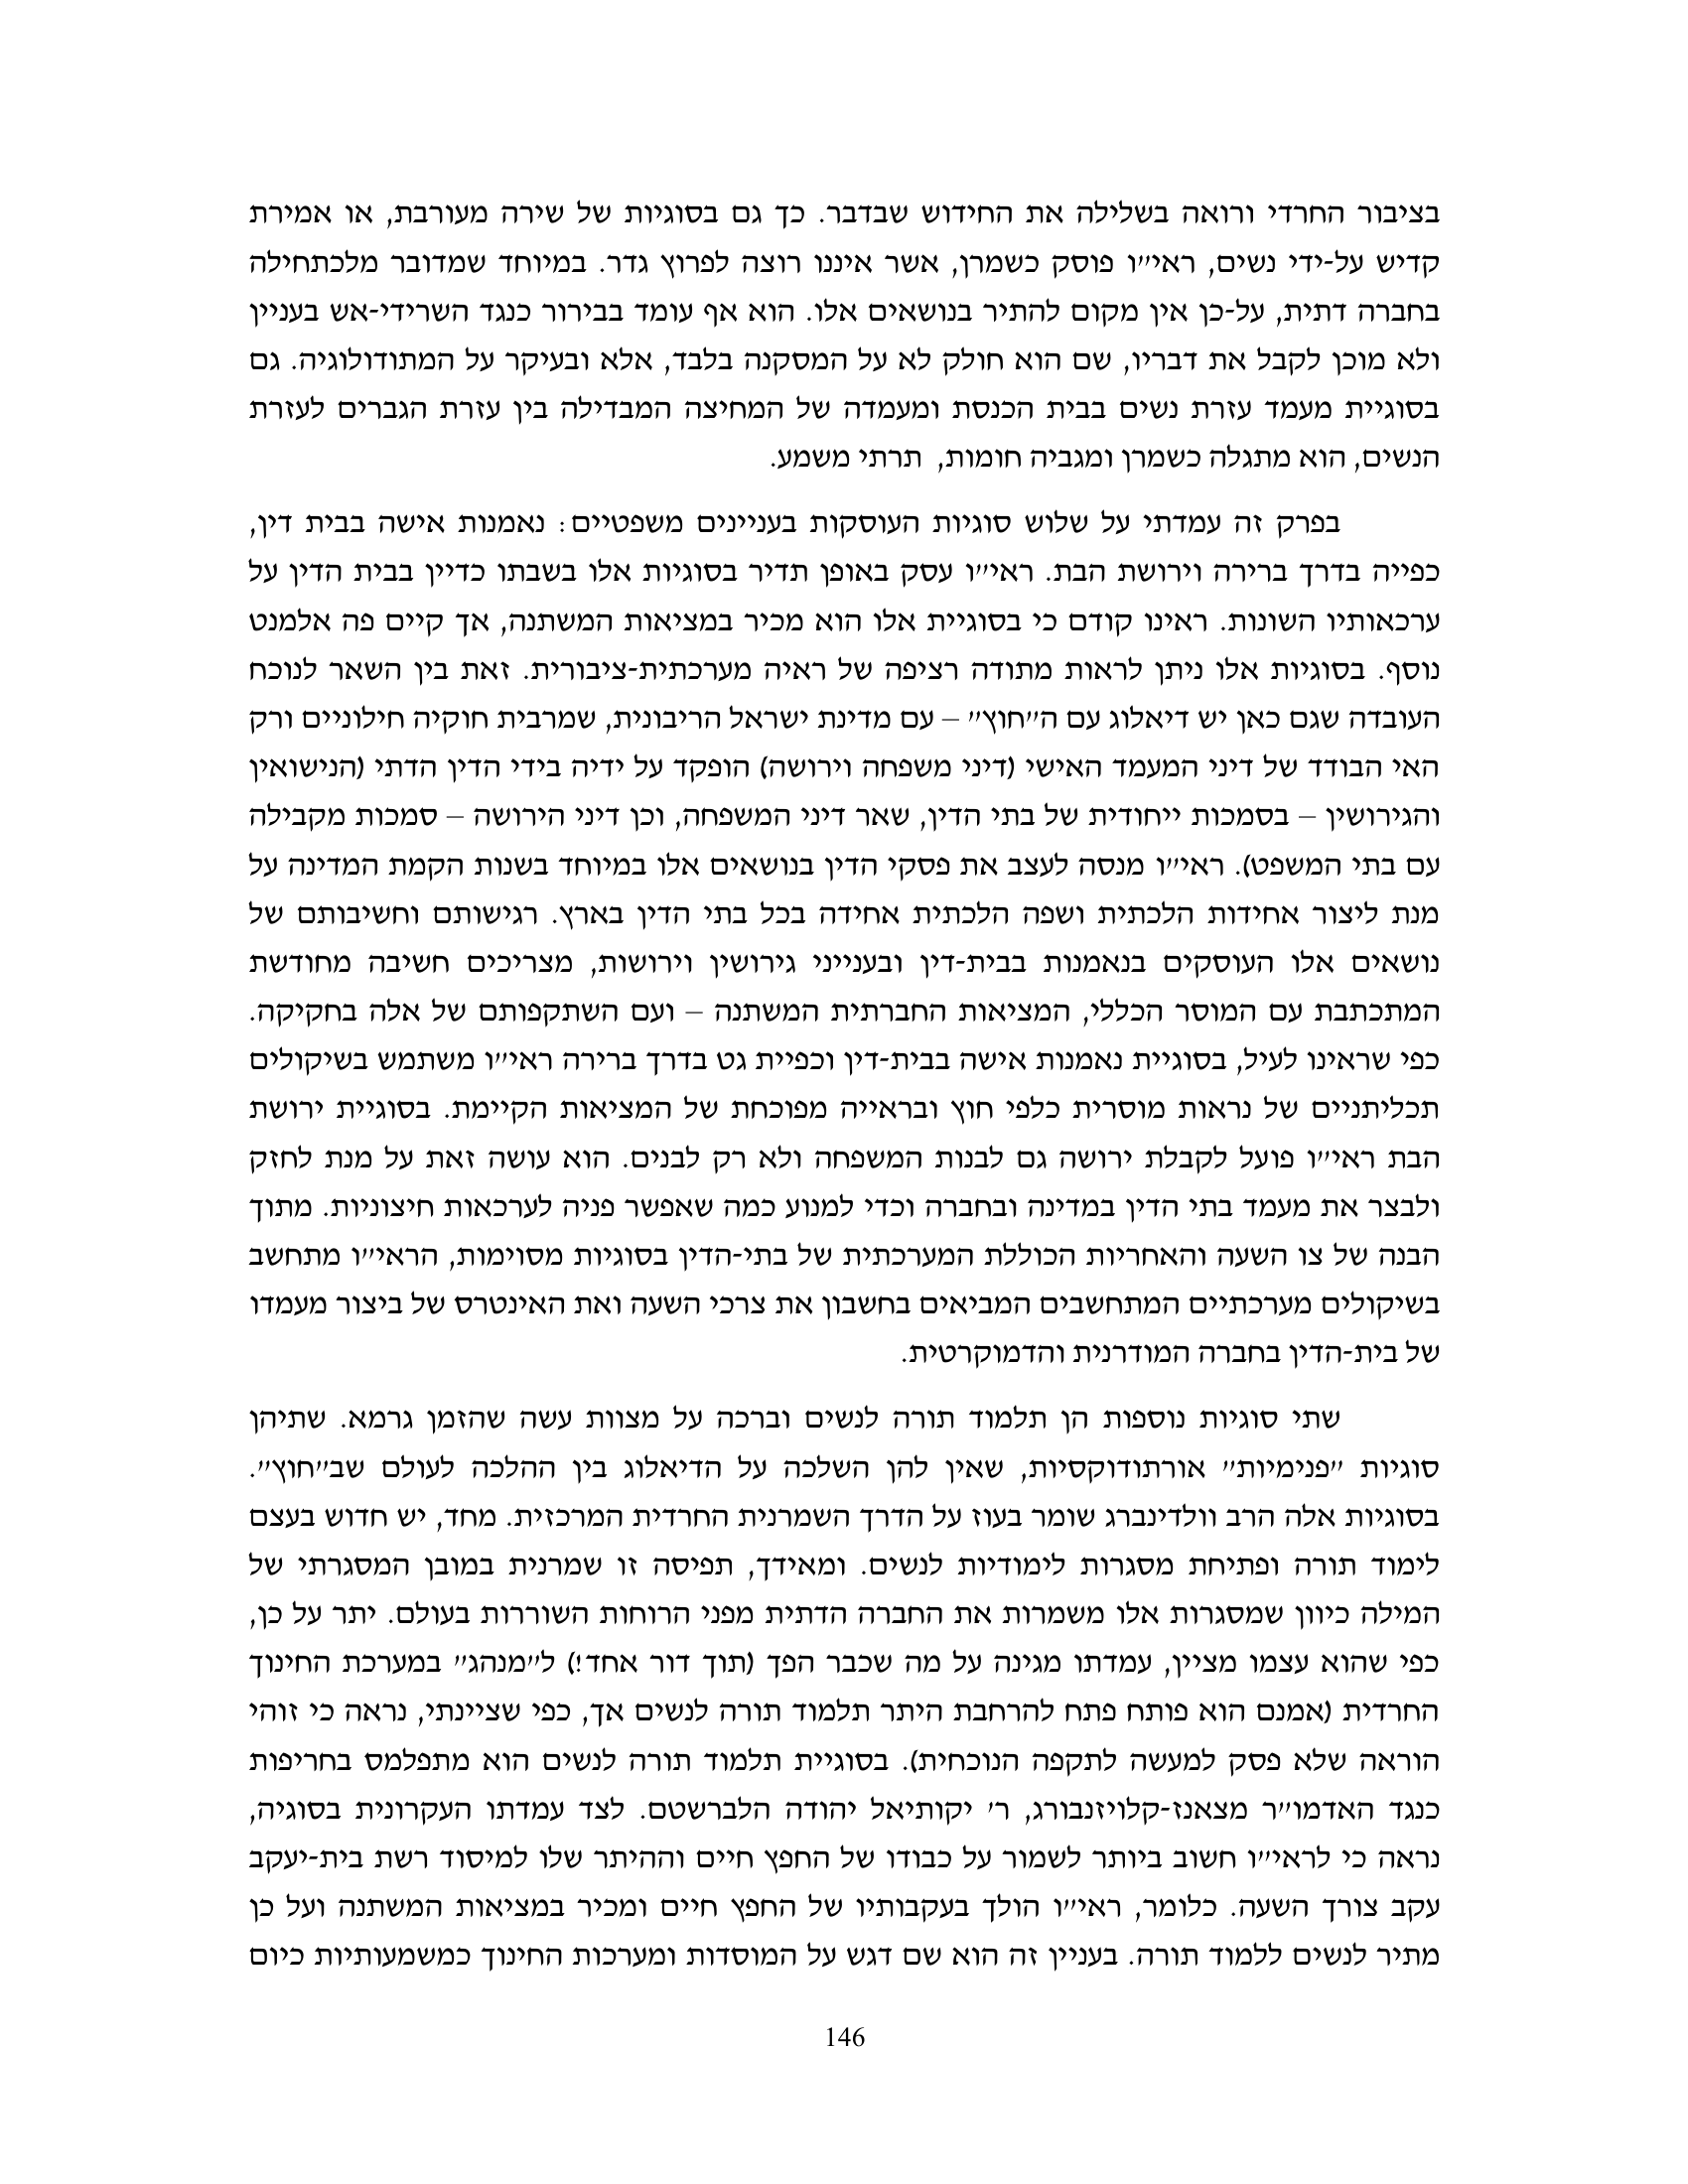 בציבור החרדי ורואה בשלילה את החידוש שבדבר. כך גם בסוגיות של שירה מעורבת, או אמירת
קדיש על-ידי נשים, ראי״ו פוסק כשמרן, אשר איננו רוצה לפרוץ גדר. במיוחד שמדובר מלכתחילה
בחברה דתית, על-כן אין מקום להתיר בנושאים אלו. הוא אף עומד בבירור כנגד השרידי-אש בעניין
ולא מוכן לקבל את דבריו, שם הוא חולק לא על המסקנה בלבד, אלא ובעיקר על המתודולוגיה. גם
בסוגיית מעמד עזרת נשים בבית הכנסת ומעמדה של המחיצה המבדילה בין עזרת הגברים לעזרת
הנשים, הוא מתגלה כשמרן ומגביה חומות, תרתי משמע.
בפרק זה עמדתי על שלוש סוגיות העוסקות בעניינים משפטיים: נאמנות אישה בבית דין,
כפייה בדרך ברירה וירושת הבת. ראי״ו עסק באופן תדיר בסוגיות אלו בשבתו כדיין בבית הדין על
ערכאותיו השונות. ראינו קודם כי בסוגיית אלו הוא מכיר במציאות המשתנה, אך קיים פה אלמנט
נוסף. בסוגיות אלו ניתן לראות מתודה רציפה של ראיה מערכתית-ציבורית. זאת בין השאר לנוכח
העובדה שגם כאן יש דיאלוג עם ה״חוץ״ – עם מדינת ישראל הריבונית, שמרבית חוקיה חילוניים ורק
האי הבודד של דיני המעמד האישי (דיני משפחה וירושה) הופקד על ידיה בידי הדין הדתי (הנישואין
והגירושין – בסמכות ייחודית של בתי הדין, שאר דיני המשפחה, וכן דיני הירושה – סמכות מקבילה
עם בתי המשפט). ראי״ו מנסה לעצב את פסקי הדין בנושאים אלו במיוחד בשנות הקמת המדינה על
מנת ליצור אחידות הלכתית ושפה הלכתית אחידה בכל בתי הדין בארץ. רגישותם וחשיבותם של
נושאים אלו העוסקים בנאמנות בבית-דין ובענייני גירושין וירושות, מצריכים חשיבה מחודשת
המתכתבת עם המוסר הכללי, המציאות החברתית המשתנה – ועם השתקפותם של אלה בחקיקה.
כפי שראינו לעיל, בסוגיית נאמנות אישה בבית-דין וכפיית גט בדרך ברירה ראי״ו משתמש בשיקולים
תכליתניים של נראות מוסרית כלפי חוץ ובראייה מפוכחת של המציאות הקיימת. בסוגיית ירושת
הבת ראי״ו פועל לקבלת ירושה גם לבנות המשפחה ולא רק לבנים. הוא עושה זאת על מנת לחזק
ולבצר את מעמד בתי הדין במדינה ובחברה וכדי למנוע כמה שאפשר פניה לערכאות חיצוניות. מתוך
הבנה של צו השעה והאחריות הכוללת המערכתית של בתי-הדין בסוגיות מסוימות, הראי״ו מתחשב
בשיקולים מערכתיים המתחשבים המביאים בחשבון את צרכי השעה ואת האינטרס של ביצור מעמדו
של בית-הדין בחברה המודרנית והדמוקרטית.
שתי סוגיות נוספות הן תלמוד תורה לנשים וברכה על מצוות עשה שהזמן גרמא. שתיהן
סוגיות ״פנימיות״ אורתודוקסיות, שאין להן השלכה על הדיאלוג בין ההלכה לעולם שב״חוץ״.
בסוגיות אלה הרב וולדינברג שומר בעוז על הדרך השמרנית החרדית המרכזית. מחד, יש חדוש בעצם
לימוד תורה ופתיחת מסגרות לימודיות לנשים. ומאידך, תפיסה זו שמרנית במובן המסגרתי של
המילה כיוון שמסגרות אלו משמרות את החברה הדתית מפני הרוחות השוררות בעולם. יתר על כן,
כפי שהוא עצמו מציין, עמדתו מגינה על מה שכבר הפך (תוך דור אחד!) ל״מנהג״ במערכת החינוך
החרדית (אמנם הוא פותח פתח להרחבת היתר תלמוד תורה לנשים אך, כפי שציינתי, נראה כי זוהי
הוראה שלא פסק למעשה לתקפה הנוכחית). בסוגיית תלמוד תורה לנשים הוא מתפלמס בחריפות
כנגד האדמו״ר מצאנז-קלויזנבורג, ר׳ יקותיאל יהודה הלברשטם. לצד עמדתו העקרונית בסוגיה,
נראה כי לראי״ו חשוב ביותר לשמור על כבודו של החפץ חיים וההיתר שלו למיסוד רשת בית-יעקב
עקב צורך השעה. כלומר, ראי״ו הולך בעקבותיו של החפץ חיים ומכיר במציאות המשתנה ועל כן
מתיר לנשים ללמוד תורה. בעניין זה הוא שם דגש על המוסדות ומערכות החינוך כמשמעותיות כיום
146